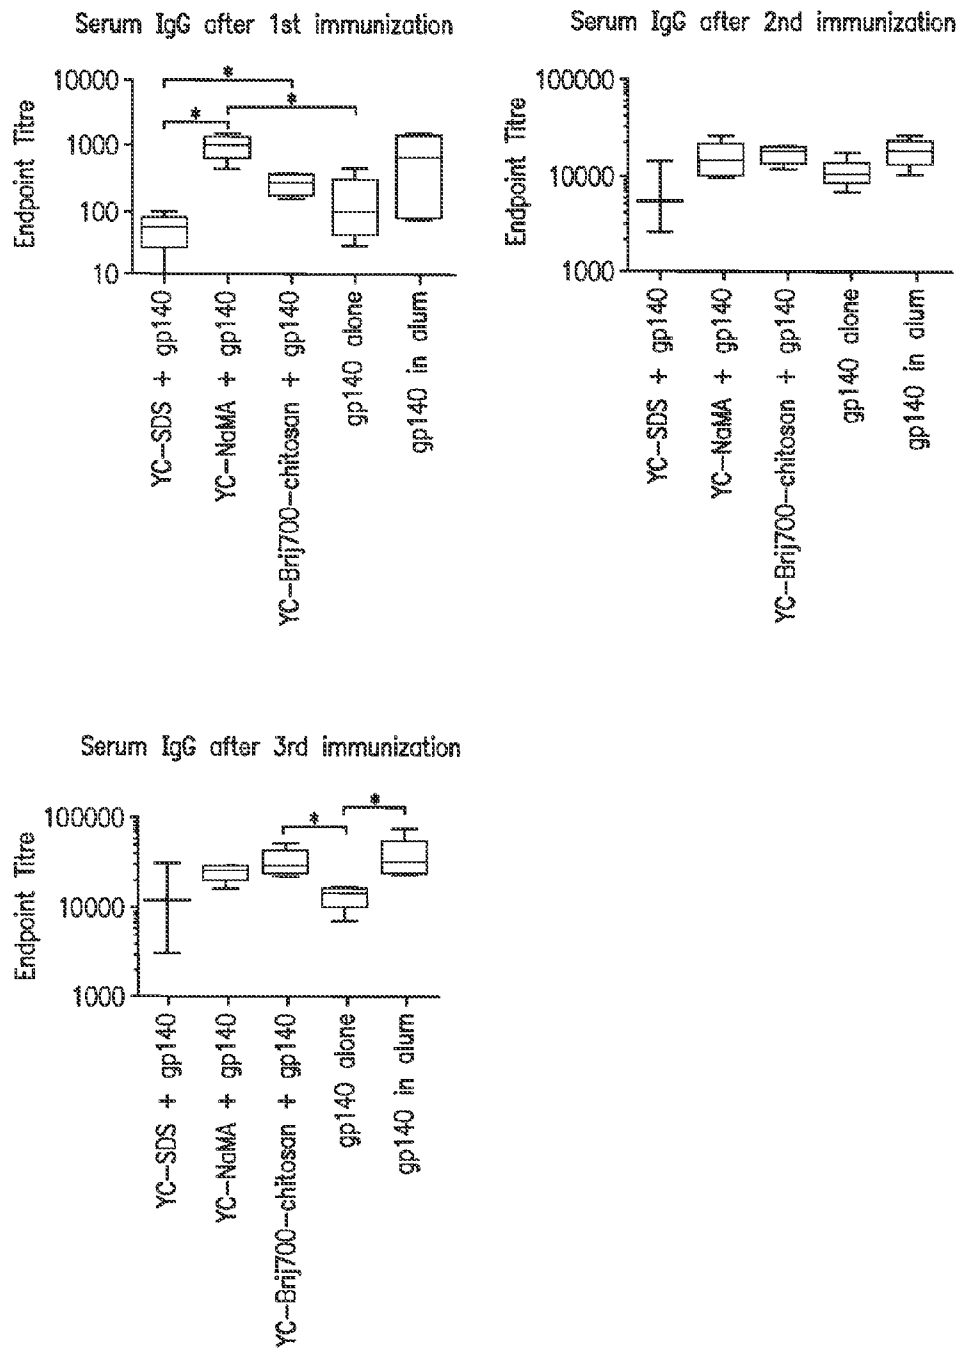 Serum IgG after 1st immunization
Endpoint Titre
10000
1000
100
10
*
*
*
YC-SDS + gp140
YC-NaMA + gp140
YC-Brij700-chitosan + gp140
gp140 alone
gp140 in alum
Serum IgG after 2nd immunization
Endpoint Titre
100000
10000
1000
YC-SDS + gp140
YC-NaMA + gp140
YC-Brij700-chitosan + gp140
gp140 alone
gp140 in alum
Serum IgG after 3rd immunization
Endpoint Titre
100000
10000
1000
*
*
YC-SDS + gp140
YC-NaMA + gp140
YC-Brij700-chitosan + gp140
gp140 alone
gp140 in alum